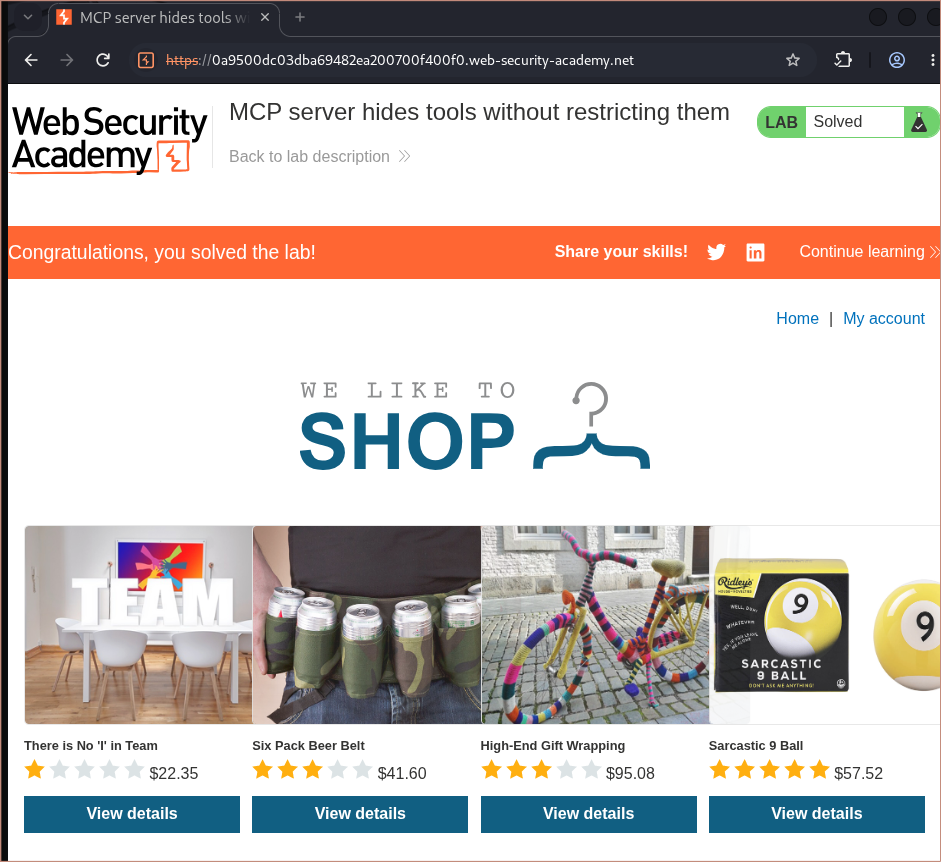 MCP server hides tools w
https://0a9500dc03dba69482ea200700f400f0.web-security-academy.net
Web Security
Academy
MCP server hides tools without restricting them
Back to lab description
LAB Solved
Congratulations, you solved the lab!
Share your skills!
Continue learning
Home | My account
WE LIKE TO
SHOP
TEAM
Ridley's
9
SARCASTIC
9 BALL
DON'T ASK ME ANYTHING!
9
There is No 'I' in Team
Six Pack Beer Belt
High-End Gift Wrapping
Sarcastic 9 Ball
$22.35
$41.60
$95.08
$57.52
View details
View details
View details
View details